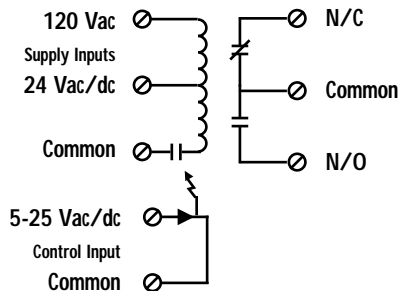 120 Vac
Supply Inputs
24 Vac/dc
Common
5-25 Vac/dc
Control Input
Common
N/C
Common
N/O